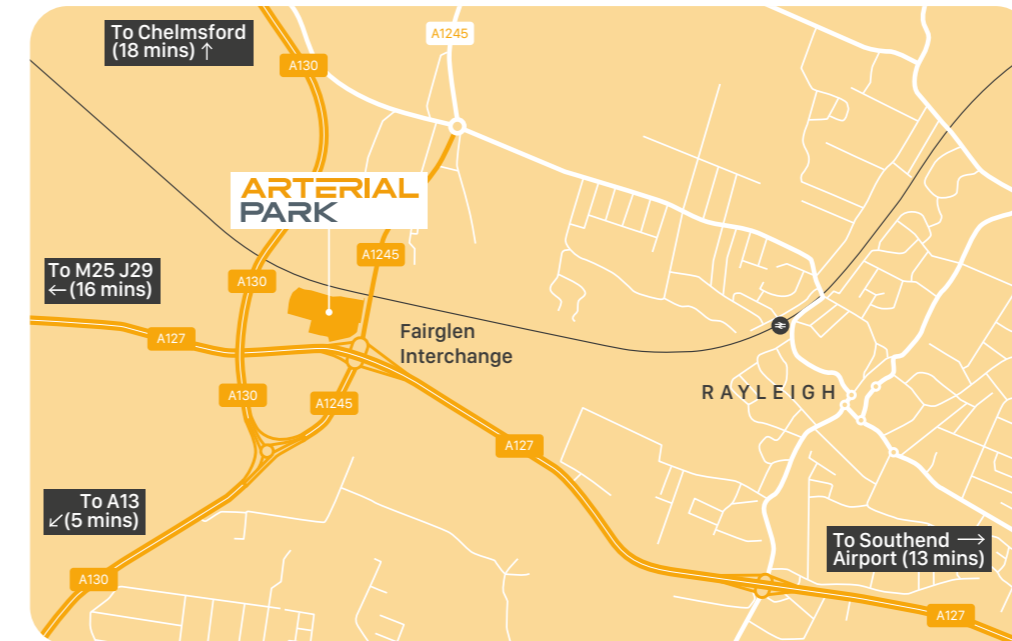 To Chelmsford
(18 mins) ↑
A1245
A130
ARTERIAL
PARK
A1245
To M25 J29
←(16 mins)
A130
A127
Fairglen
Interchange
RAYLEIGH
A130
A1245
A127
To A13
↙(5 mins)
To Southend →
Airport (13 mins)
A130
A127